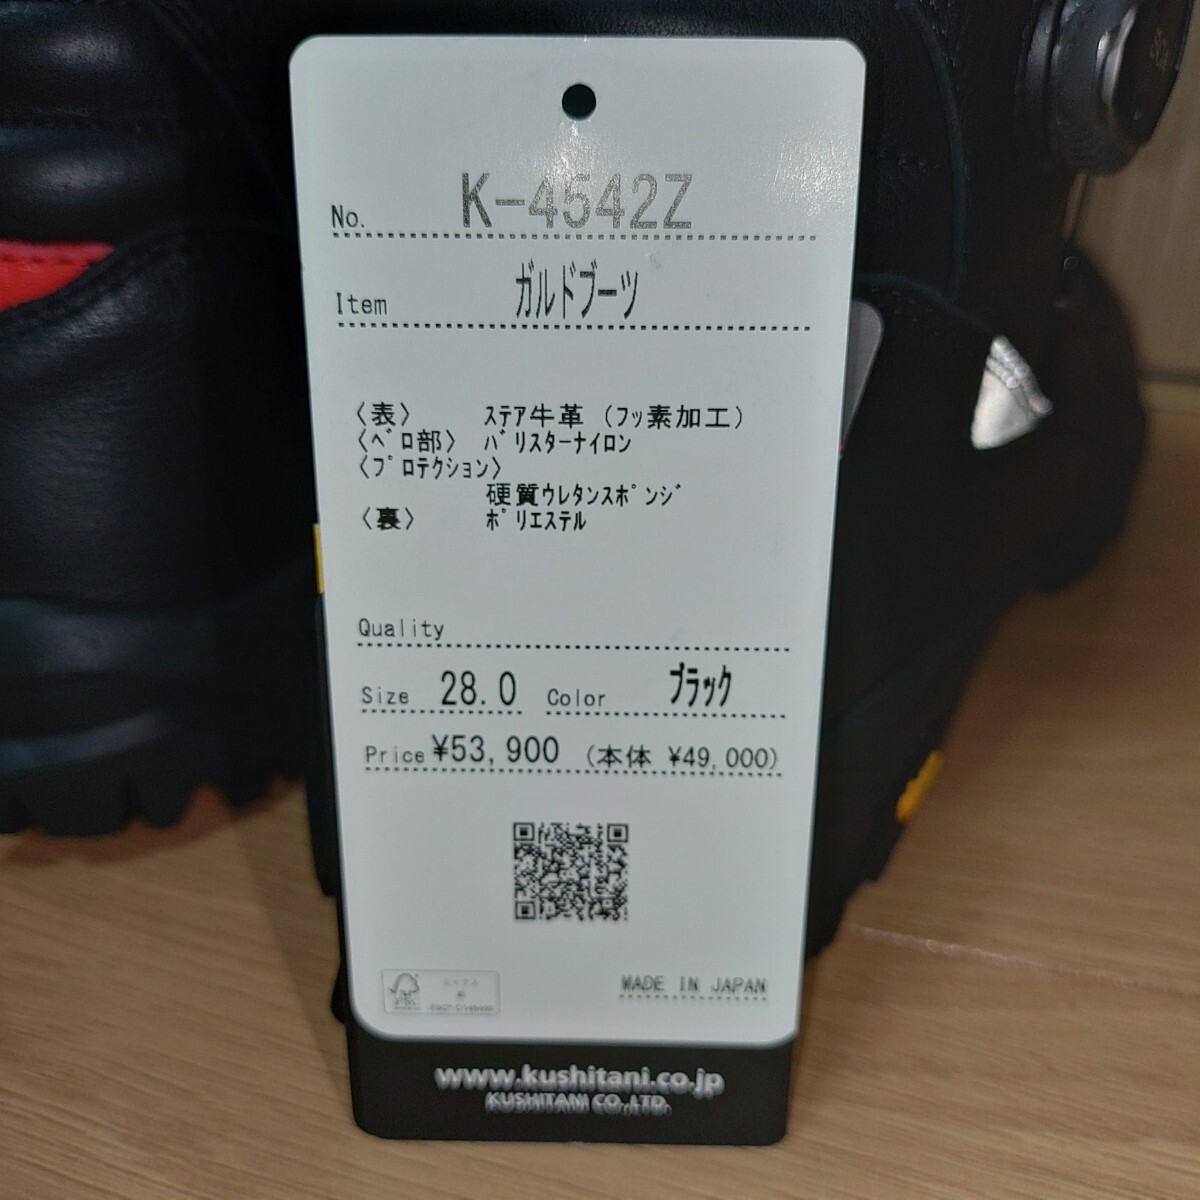 No. K-4542Z
Item ガルドブーツ
〈表〉 ステア牛革 (フッ素加工)
〈ベロ部〉 バリスターナイロン
〈プロテクション〉
硬質ウレタンスポンジ
〈裏〉 ポリエステル
Quality
Size 28.0 Color ブラック
Price ¥53,900 (本体 ¥49,000)
MADE IN JAPAN
www.kushitani.co.jp
KUSHITANI CO.,LTD.